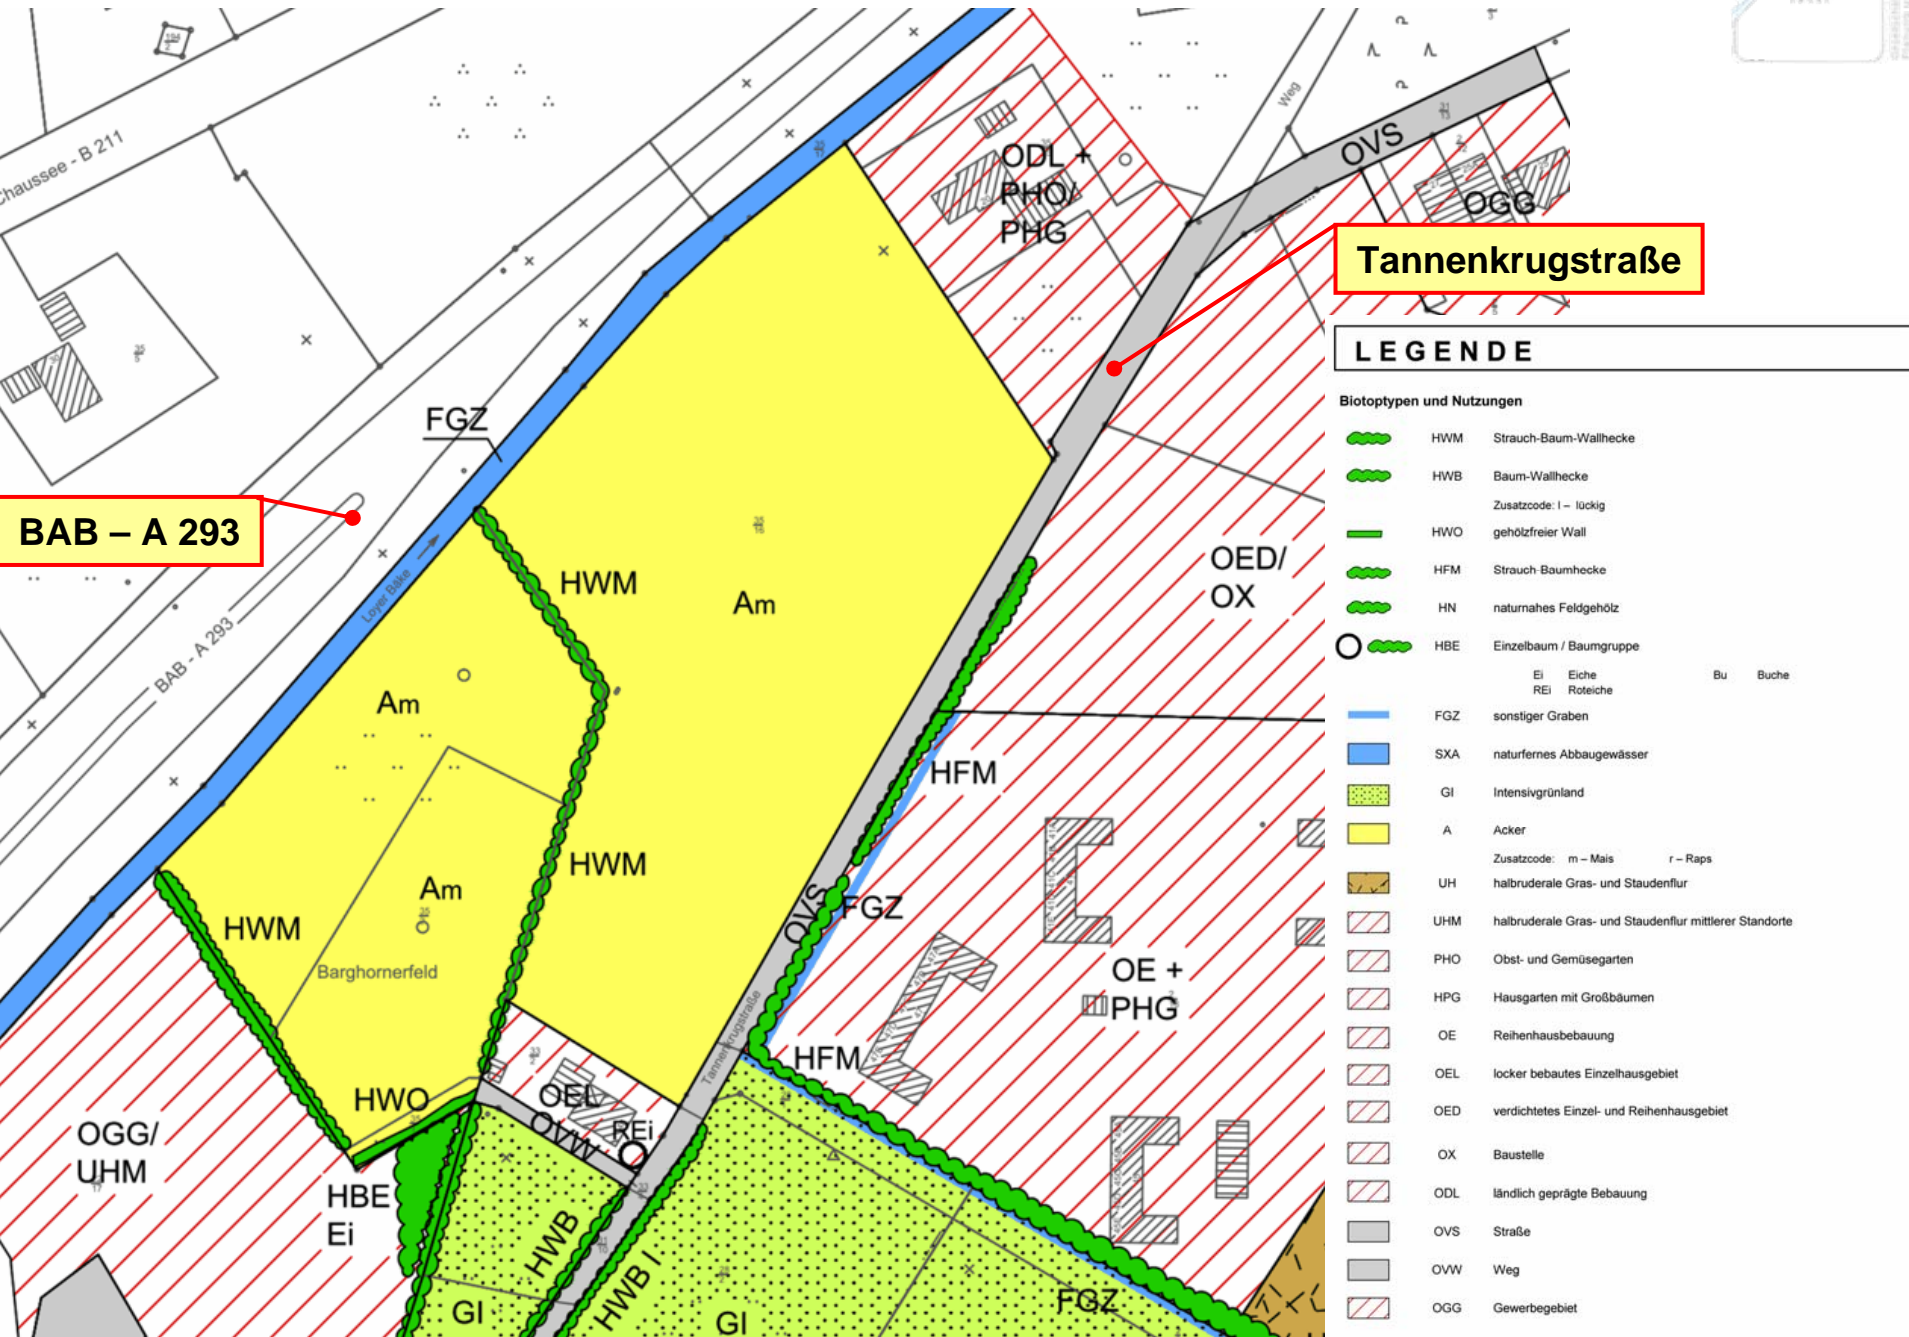 Chaussee - B 211
Weg
OVS
ODL +
PHO/
PHG
OGG
Tannenkrugstraße
FGZ
BAB – A 293
Loyer Bäke
BAB - A 293
HWM
Am
OED/
OX
Am
HFM
HWM
Am
HWM
OVS
FGZ
Barghornerfeld
OE +
PHG
Tannenkrugstraße
HFM
OEL
HWO
OVW
REi
OGG/
UHM
HBE
Ei
HWB
HWB l
GI
GI
FGZ
LEGENDE
Biotoptypen und Nutzungen
HWM Strauch-Baum-Wallhecke
HWB Baum-Wallhecke
Zusatzcode: l – lückig
HWO gehölzfreier Wall
HFM Strauch-Baumhecke
HN naturnahes Feldgehölz
HBE Einzelbaum / Baumgruppe
Ei Eiche Bu Buche
REi Roteiche
FGZ sonstiger Graben
SXA naturfernes Abbaugewässer
GI Intensivgrünland
A Acker
Zusatzcode: m – Mais r – Raps
UH halbruderale Gras- und Staudenflur
UHM halbruderale Gras- und Staudenflur mittlerer Standorte
PHO Obst- und Gemüsegarten
HPG Hausgarten mit Großbäumen
OE Reihenhausbebauung
OEL locker bebautes Einzelhausgebiet
OED verdichtetes Einzel- und Reihenhausgebiet
OX Baustelle
ODL ländlich geprägte Bebauung
OVS Straße
OVW Weg
OGG Gewerbegebiet